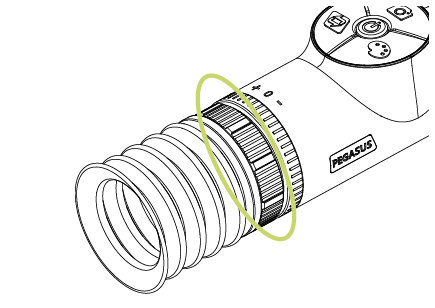 + 0 -
PEGASUS